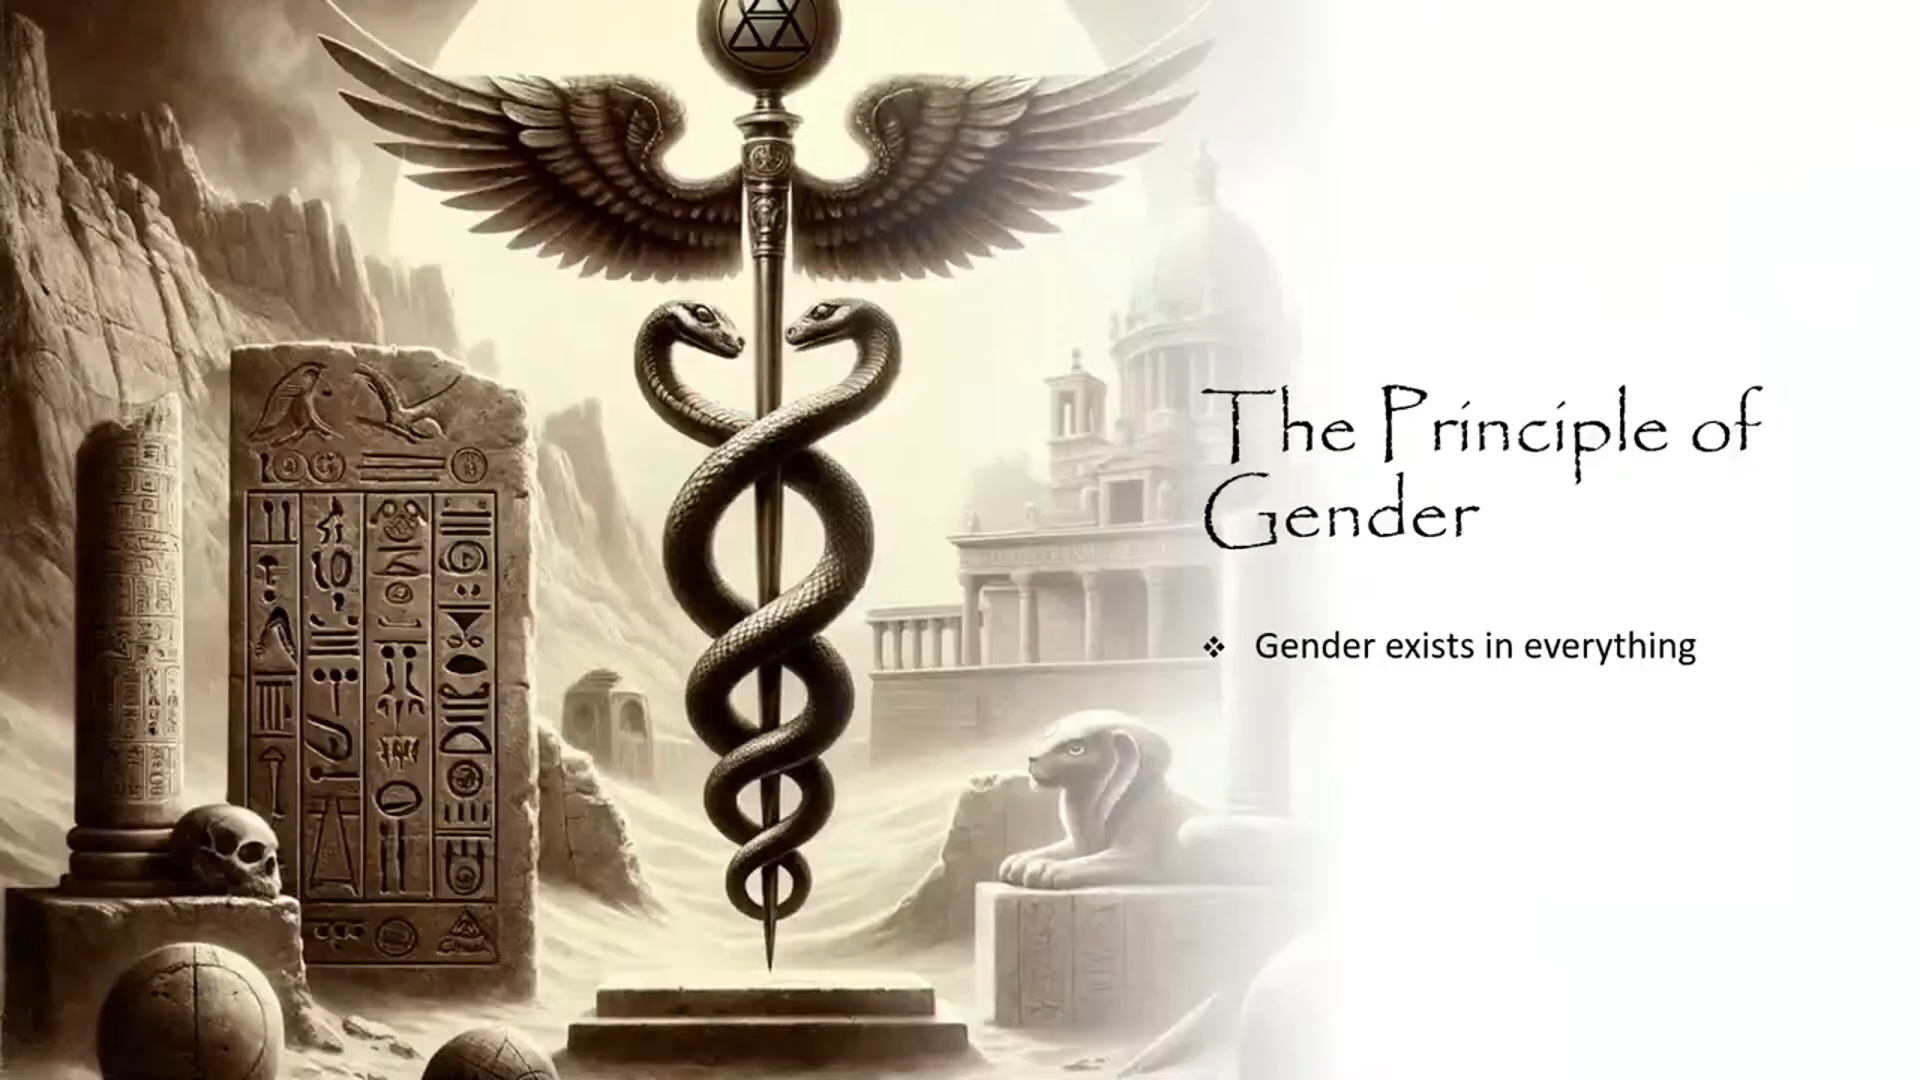 The Principle of
Gender
❖ Gender exists in everything